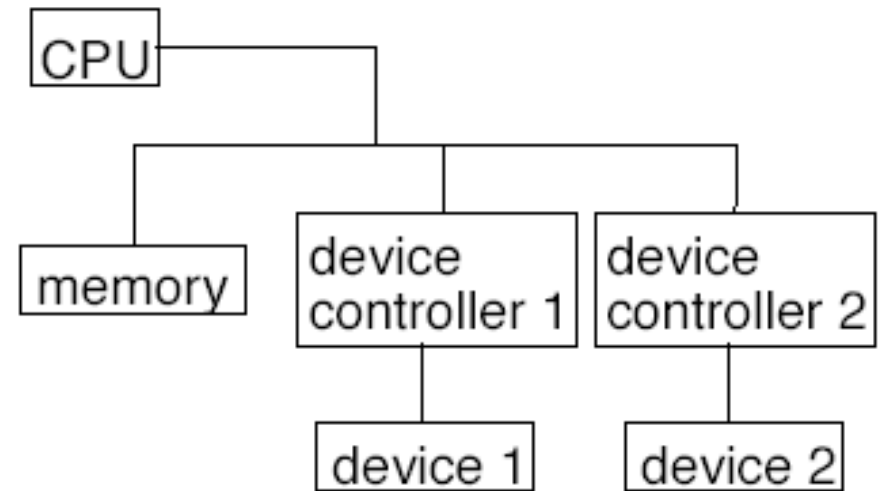 CPU
memory
device
controller 1
device
controller 2
device 1
device 2